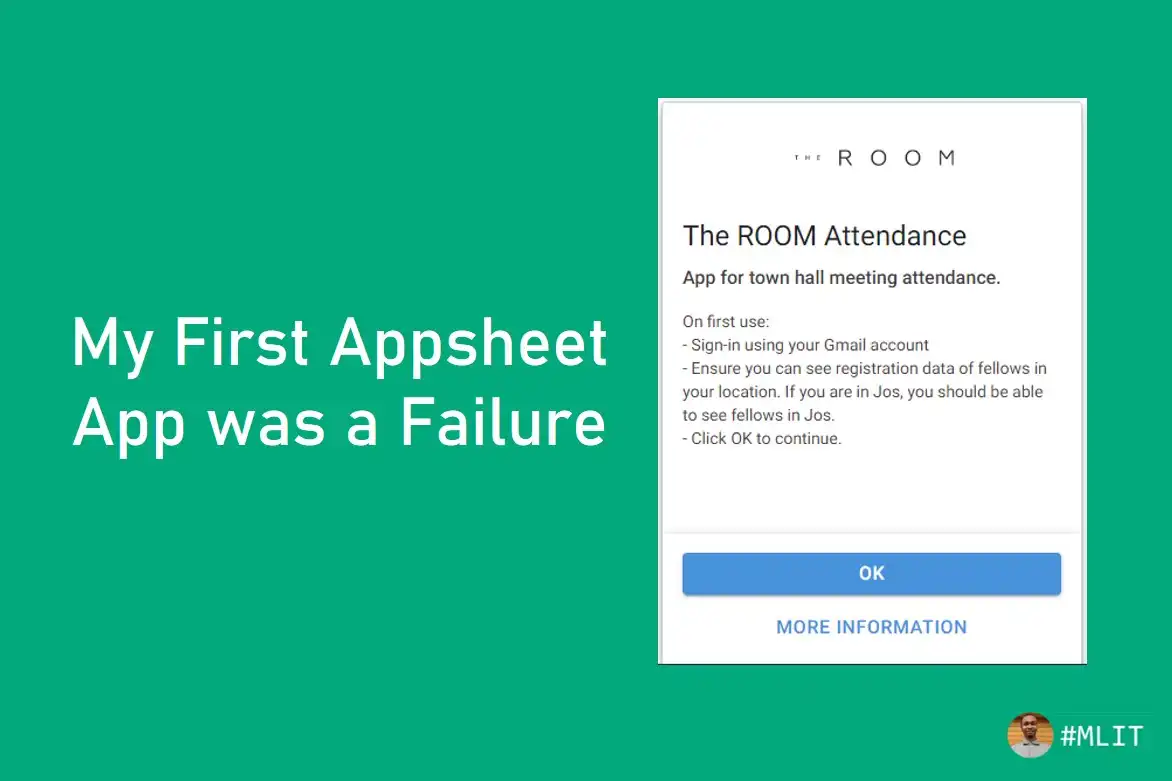 My First Appsheet
App was a Failure
THE ROOM
The ROOM Attendance
App for town hall meeting attendance.
On first use:
- Sign-in using your Gmail account
- Ensure you can see registration data of fellows in
your location. If you are in Jos, you should be able
to see fellows in Jos.
- Click OK to continue.
OK
MORE INFORMATION
#MLIT